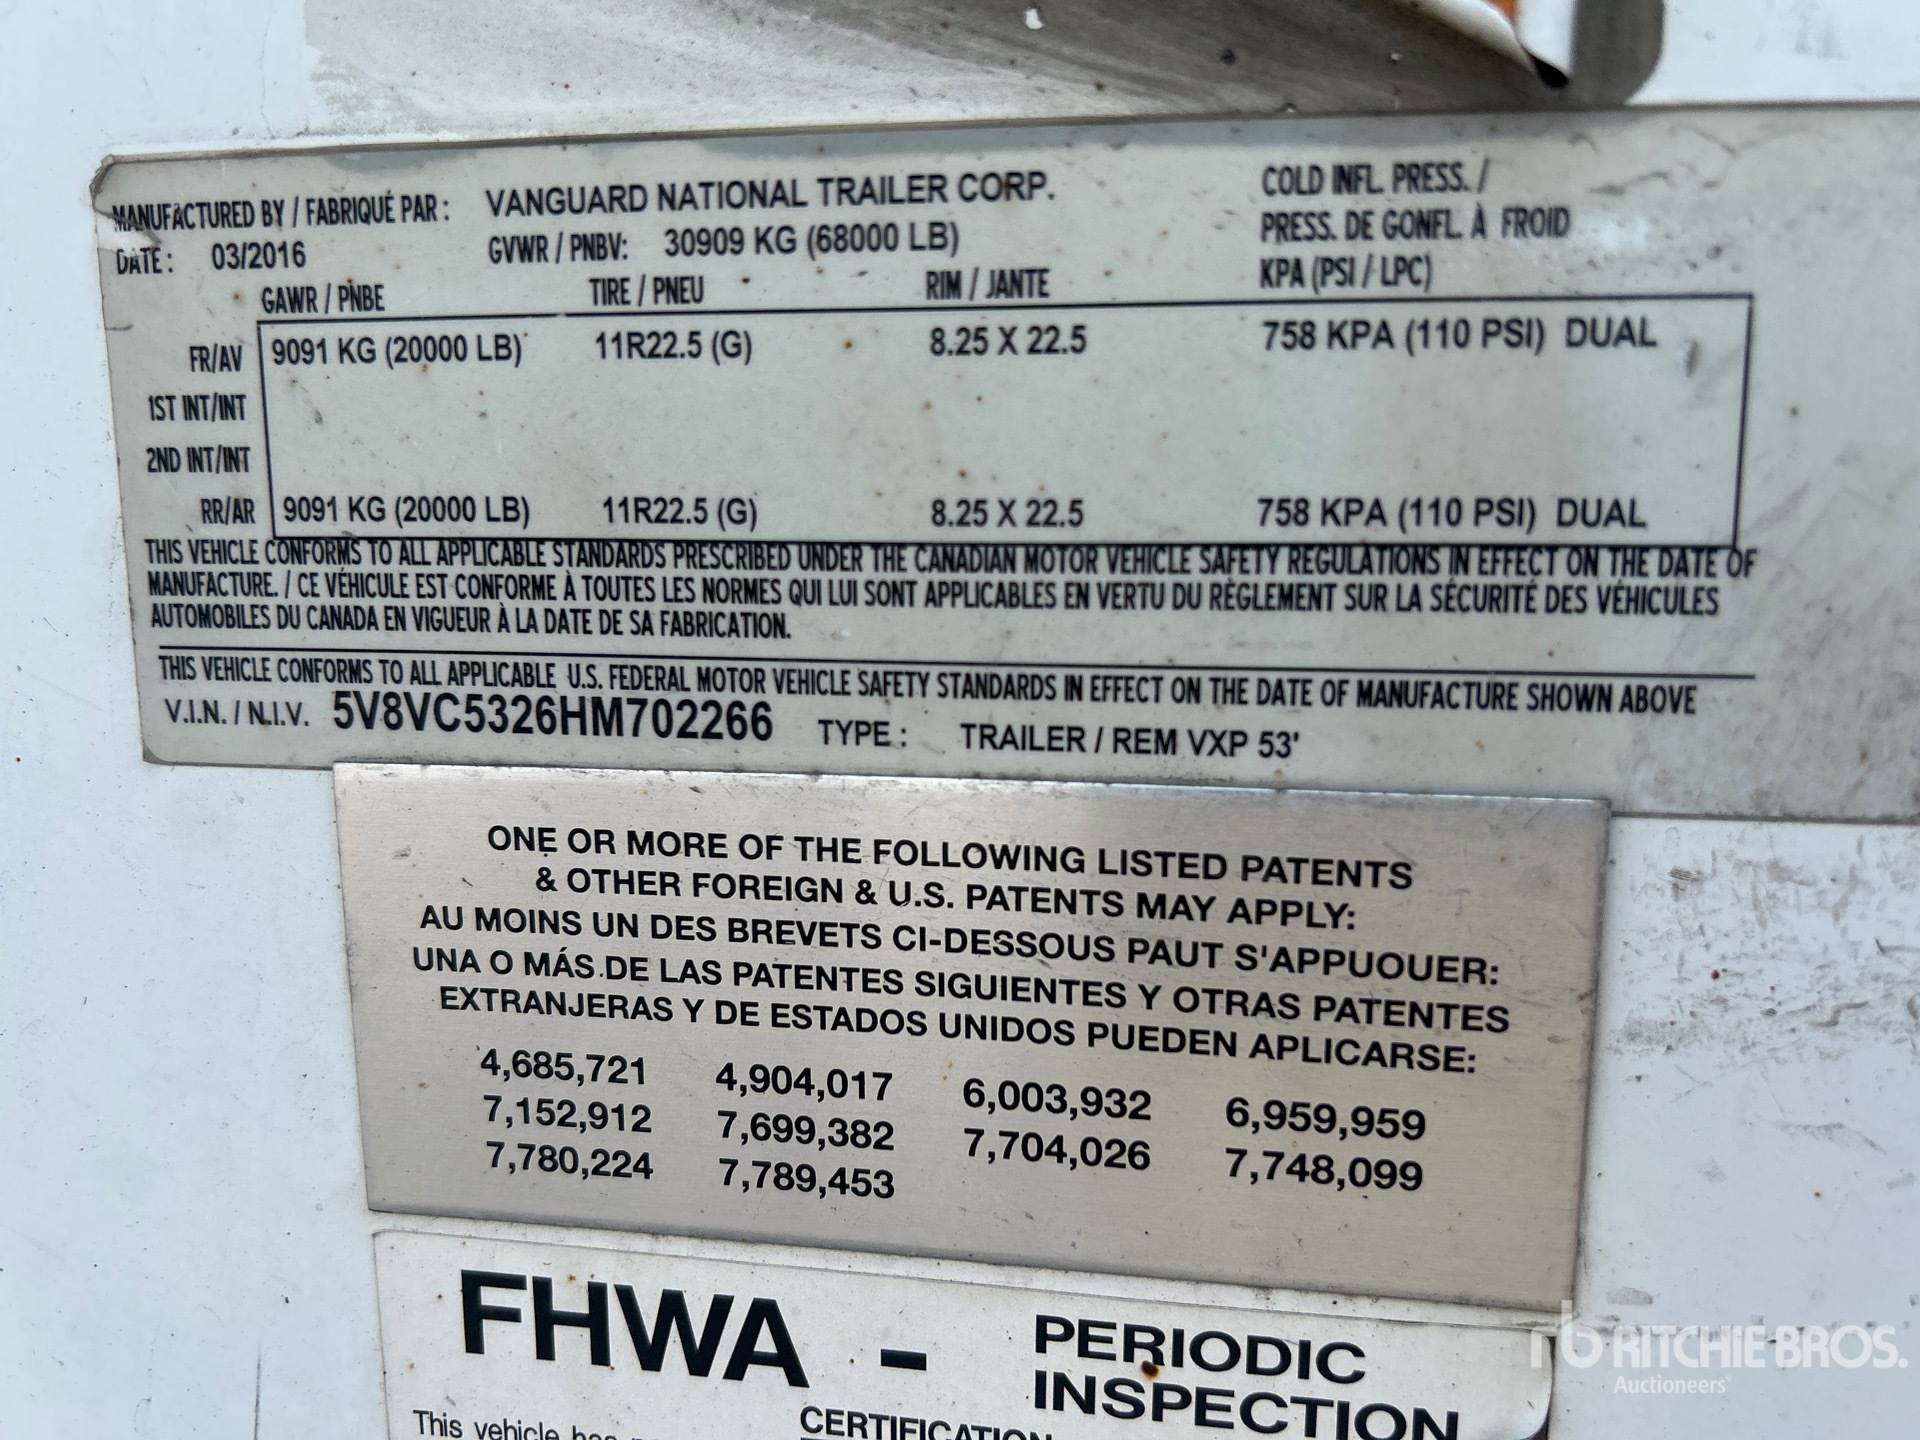 MANUFACTURED BY / FABRIQUÉ PAR : VANGUARD NATIONAL TRAILER CORP. COLD INFL. PRESS. /
DATE : 03/2016 GVWR / PNBV: 30909 KG (68000 LB) PRESS. DE GONFL. À FROID
GAWR / PNBE TIRE / PNEU RIM / JANTE KPA (PSI / LPC)
FR/AV 9091 KG (20000 LB) 11R22.5 (G) 8.25 X 22.5 758 KPA (110 PSI) DUAL
1ST INT/INT
2ND INT/INT
RR/AR 9091 KG (20000 LB) 11R22.5 (G) 8.25 X 22.5 758 KPA (110 PSI) DUAL
THIS VEHICLE CONFORMS TO ALL APPLICABLE STANDARDS PRESCRIBED UNDER THE CANADIAN MOTOR VEHICLE SAFETY REGULATIONS IN EFFECT ON THE DATE OF
MANUFACTURE. / CE VÉHICULE EST CONFORME À TOUTES LES NORMES QUI LUI SONT APPLICABLES EN VERTU DU RÈGLEMENT SUR LA SÉCURITÉ DES VÉHICULES
AUTOMOBILES DU CANADA EN VIGUEUR À LA DATE DE SA FABRICATION.
THIS VEHICLE CONFORMS TO ALL APPLICABLE U.S. FEDERAL MOTOR VEHICLE SAFETY STANDARDS IN EFFECT ON THE DATE OF MANUFACTURE SHOWN ABOVE
V.I.N. / N.I.V. 5V8VC5326HM702266 TYPE : TRAILER / REM VXP 53'
ONE OR MORE OF THE FOLLOWING LISTED PATENTS
& OTHER FOREIGN & U.S. PATENTS MAY APPLY:
AU MOINS UN DES BREVETS CI-DESSOUS PAUT S'APPUOUER:
UNA O MÁS DE LAS PATENTES SIGUIENTES Y OTRAS PATENTES
EXTRANJERAS Y DE ESTADOS UNIDOS PUEDEN APLICARSE:
4,685,721 4,904,017 6,003,932 6,959,959
7,152,912 7,699,382 7,704,026 7,748,099
7,780,224 7,789,453
FHWA - PERIODIC
INSPECTION
This vehicle has CERTIFICATION
rb RITCHIE BROS.
Auctioneers